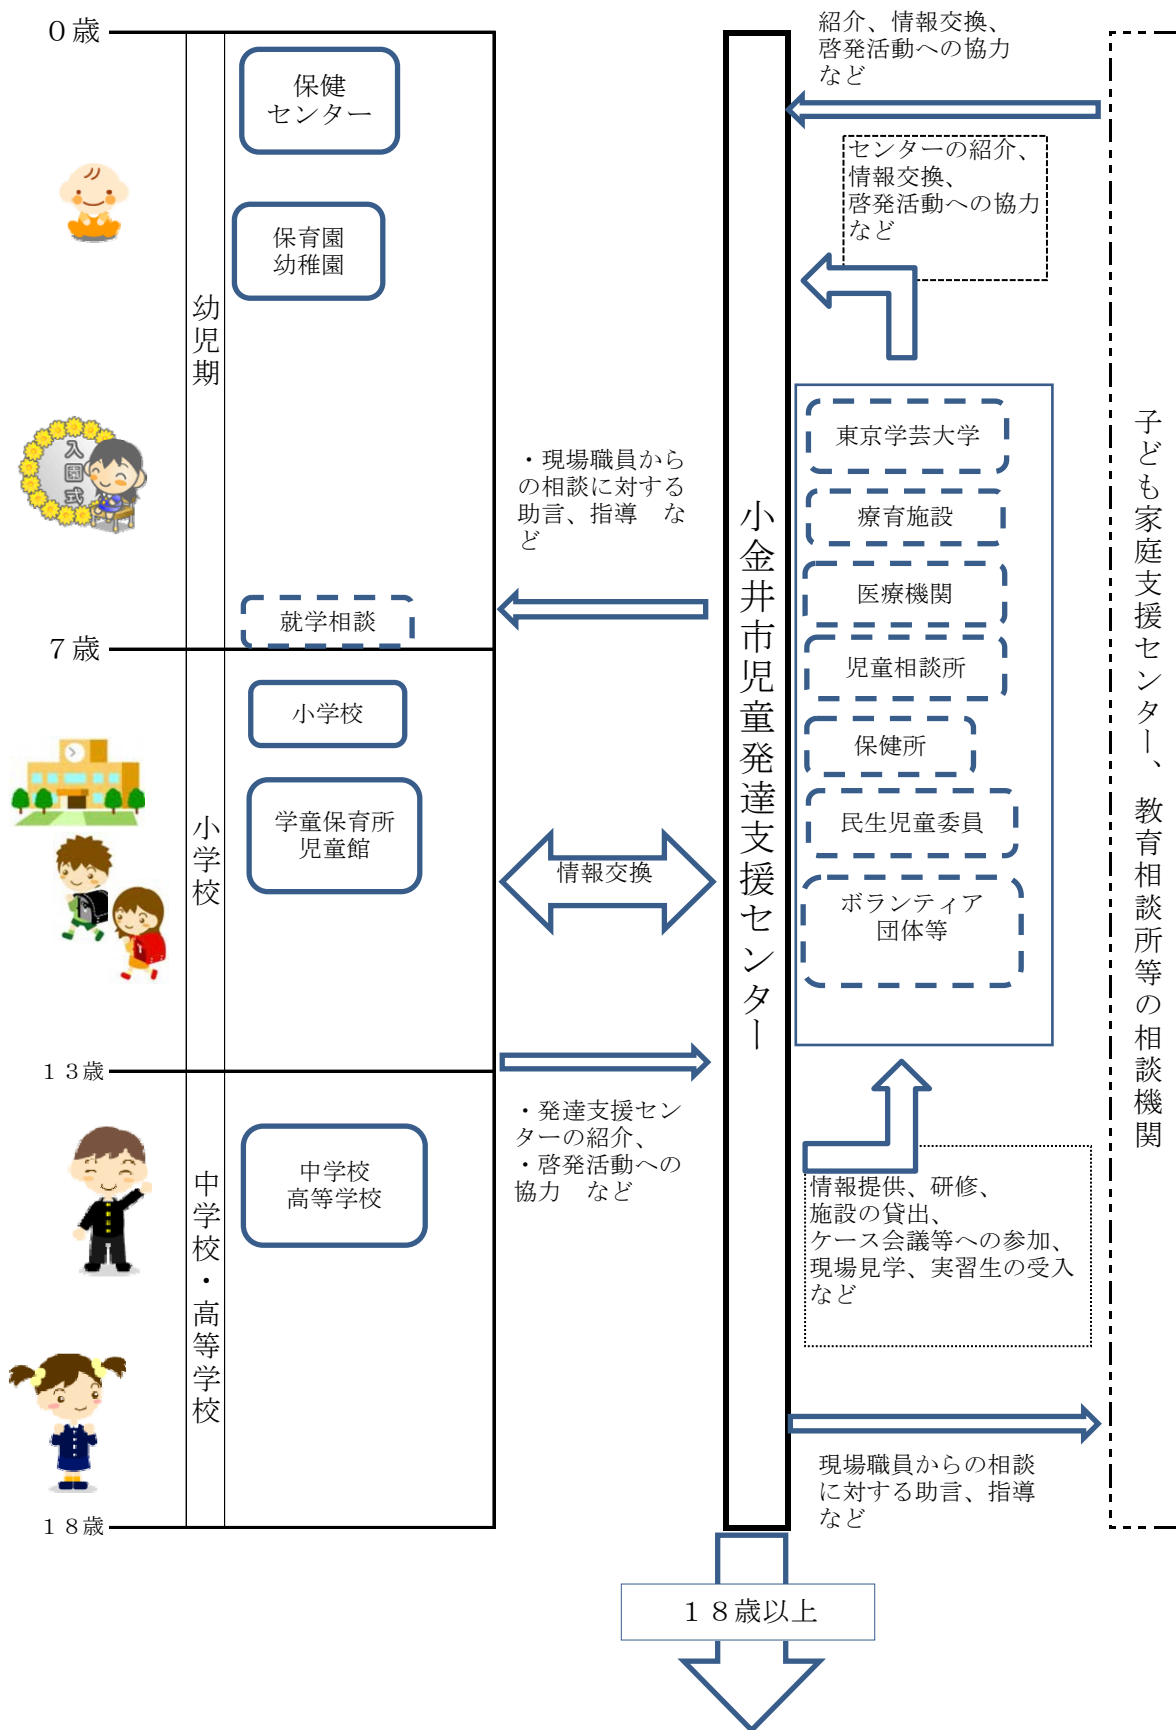 ０歳
保健
センター
保育園
幼稚園
幼児期
入園式
就学相談
７歳
小学校
学童保育所
児童館
小学校
１３歳
中学校
高等学校
中学校・高等学校
１８歳
・現場職員から
の相談に対する
助言、指導　な
ど
情報交換
・発達支援セン
ターの紹介、
・啓発活動への
協力　など
小金井市児童発達支援センター
１８歳以上
紹介、情報交換、
啓発活動への協力
など
センターの紹介、
情報交換、
啓発活動への協力
など
東京学芸大学
療育施設
医療機関
児童相談所
保健所
民生児童委員
ボランティア
団体等
情報提供、研修、
施設の貸出、
ケース会議等への参加、
現場見学、実習生の受入
など
現場職員からの相談
に対する助言、指導
など
子ども家庭支援センター、教育相談所等の相談機関